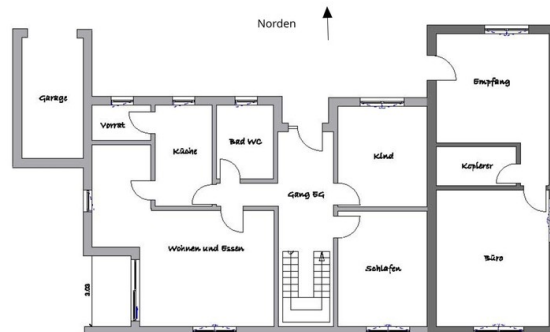 Norden
Garage
Empfang
Vorrat
Küche
Bad WC
Kind
Kopierer
Gang EG
Wohnen und Essen
Schlafen
Büro
3.03